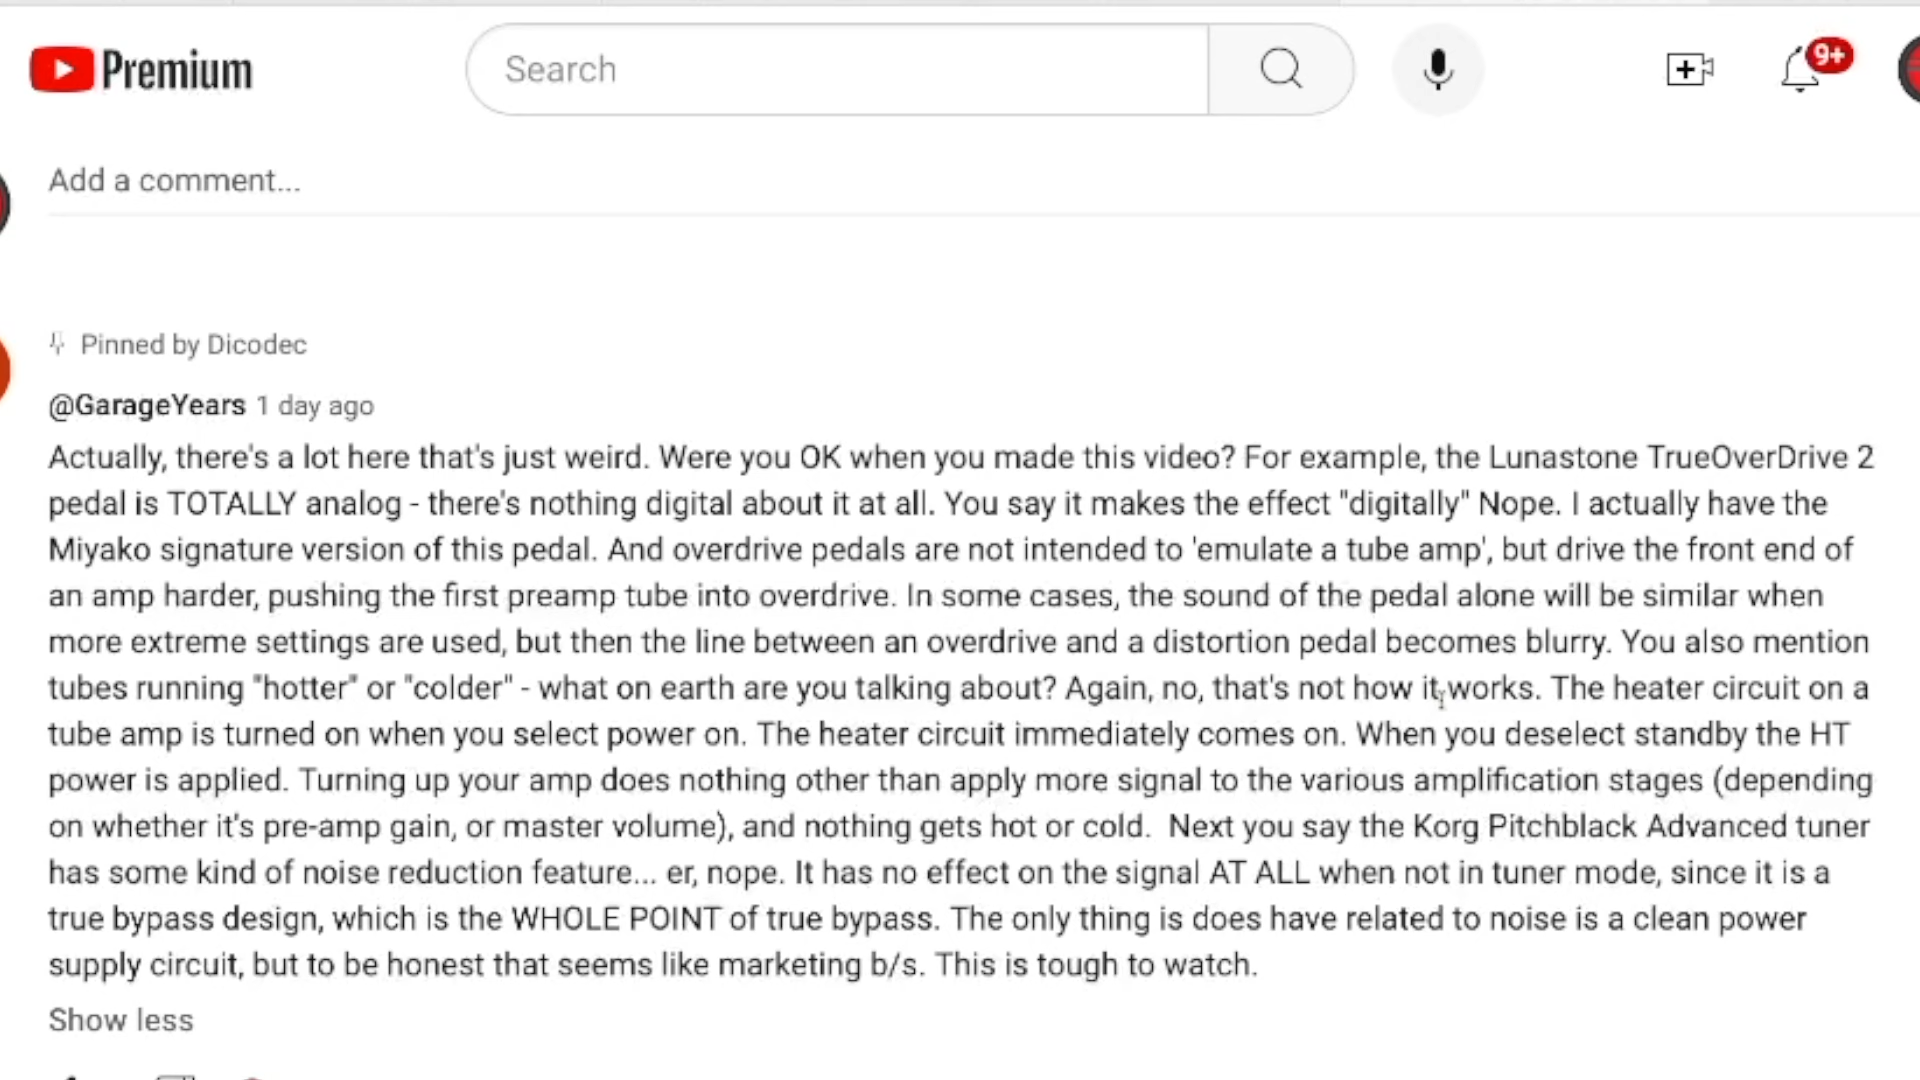 Premium
Search
9+
Add a comment...
Pinned by Dicodec
@GarageYears 1 day ago
Actually, there's a lot here that's just weird. Were you OK when you made this video? For example, the Lunastone TrueOverDrive 2
pedal is TOTALLY analog - there's nothing digital about it at all. You say it makes the effect "digitally" Nope. I actually have the
Miyako signature version of this pedal. And overdrive pedals are not intended to 'emulate a tube amp', but drive the front end of
an amp harder, pushing the first preamp tube into overdrive. In some cases, the sound of the pedal alone will be similar when
more extreme settings are used, but then the line between an overdrive and a distortion pedal becomes blurry. You also mention
tubes running "hotter" or "colder" - what on earth are you talking about? Again, no, that's not how it works. The heater circuit on a
tube amp is turned on when you select power on. The heater circuit immediately comes on. When you deselect standby the HT
power is applied. Turning up your amp does nothing other than apply more signal to the various amplification stages (depending
on whether it's pre-amp gain, or master volume), and nothing gets hot or cold. Next you say the Korg Pitchblack Advanced tuner
has some kind of noise reduction feature... er, nope. It has no effect on the signal AT ALL when not in tuner mode, since it is a
true bypass design, which is the WHOLE POINT of true bypass. The only thing is does have related to noise is a clean power
supply circuit, but to be honest that seems like marketing b/s. This is tough to watch.
Show less